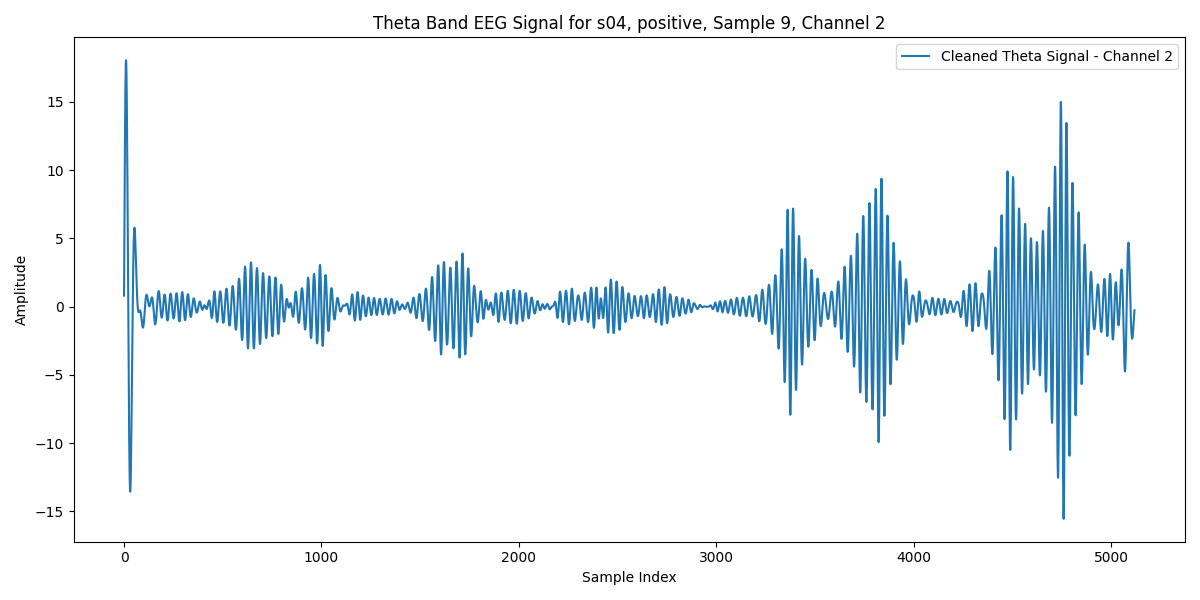 Theta Band EEG Signal for s04, positive, Sample 9, Channel 2
Cleaned Theta Signal - Channel 2
Amplitude
15
10
5
0
−5
−10
−15
0 1000 2000 3000 4000 5000
Sample Index